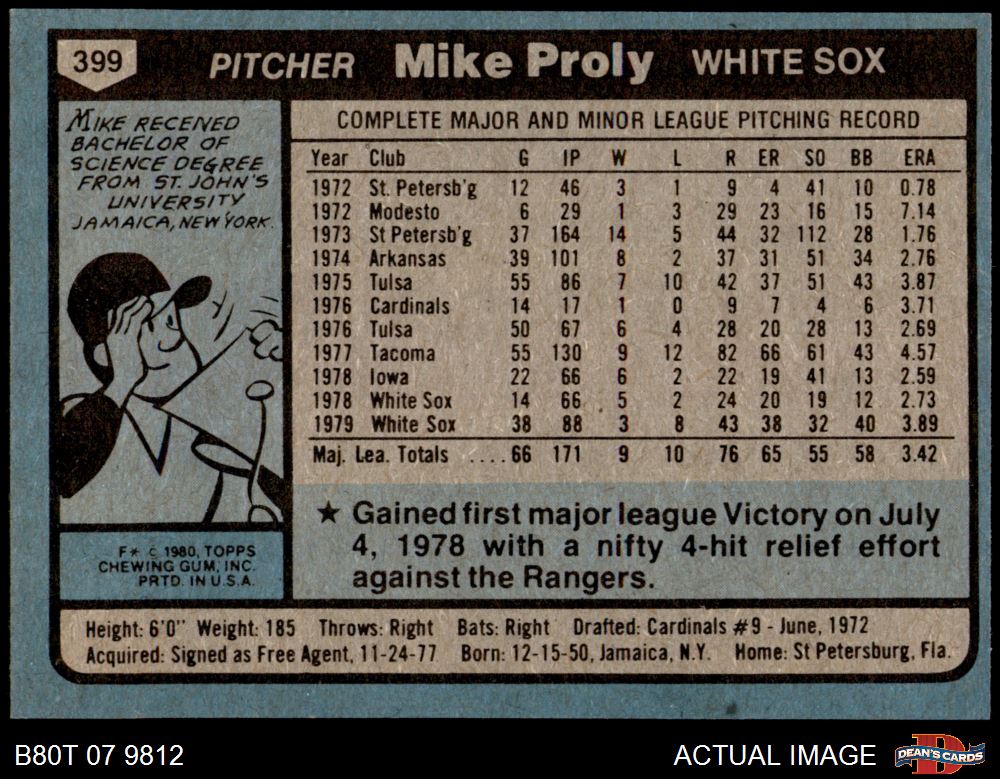 399 PITCHER Mike Proly WHITE SOX
MIKE RECEIVED
BACHELOR OF
SCIENCE DEGREE
FROM ST. JOHN'S
UNIVERSITY
JAMAICA, NEW YORK.
COMPLETE MAJOR AND MINOR LEAGUE PITCHING RECORD
Year Club G IP W L R ER SO BB ERA
1972 St. Petersb'g 12 46 3 1 9 4 41 10 0.78
1972 Modesto 6 29 1 3 29 23 16 15 7.14
1973 St Petersb'g 37 164 14 5 44 32 112 28 1.76
1974 Arkansas 39 101 8 2 37 31 51 34 2.76
1975 Tulsa 55 86 7 10 42 37 51 43 3.87
1976 Cardinals 14 17 1 0 9 7 4 6 3.71
1976 Tulsa 50 67 6 4 28 20 28 13 2.69
1977 Tacoma 55 130 9 12 82 66 61 43 4.57
1978 Iowa 22 66 6 2 22 19 41 13 2.59
1978 White Sox 14 66 5 2 24 20 19 12 2.73
1979 White Sox 38 88 3 8 43 38 32 40 3.89
Maj. Lea. Totals ....66 171 9 10 76 65 55 58 3.42
★ Gained first major league Victory on July
4, 1978 with a nifty 4-hit relief effort
against the Rangers.
F* © 1980, TOPPS
CHEWING GUM, INC.
PRTD. IN U.S.A.
Height: 6'0" Weight: 185 Throws: Right Bats: Right Drafted: Cardinals #9 - June, 1972
Acquired: Signed as Free Agent, 11-24-77 Born: 12-15-50, Jamaica, N.Y. Home: St Petersburg, Fla.
B80T 07 9812 ACTUAL IMAGE DEAN'S CARDS